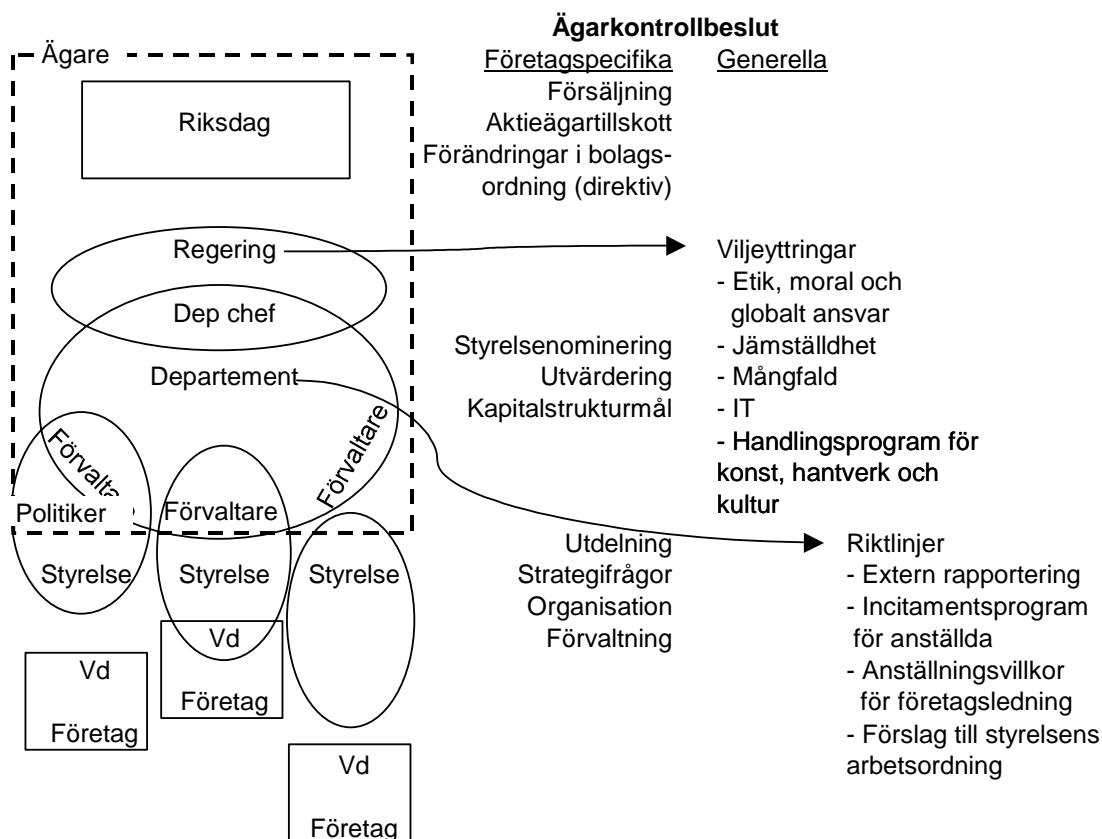 Ägarkontrollbeslut
Ägare
Företagspecifika Generella
Försäljning
Riksdag
Aktieägartillskott
Förändringar i bolags-
ordning (direktiv)
Regering
Viljeyttringar
- Etik, moral och
globalt ansvar
Dep chef
Styrelsenominering
- Jämställdhet
Departement
Utvärdering
- Mångfald
Kapitalstrukturmål
- IT
- Handlingsprogram för
konst, hantverk och
kultur
Förvaltare
Förvaltare
Politiker
Förvaltare
Utdelning
Riktlinjer
Styrelse
Styrelse
Styrelse
Strategifrågor
- Extern rapportering
Organisation
- Incitamentsprogram
för anställda
Förvaltning
Vd
Företag
Vd
Företag
- Anställningsvillkor
för företagsledning
- Förslag till styrelsens
arbetsordning
Vd
Företag